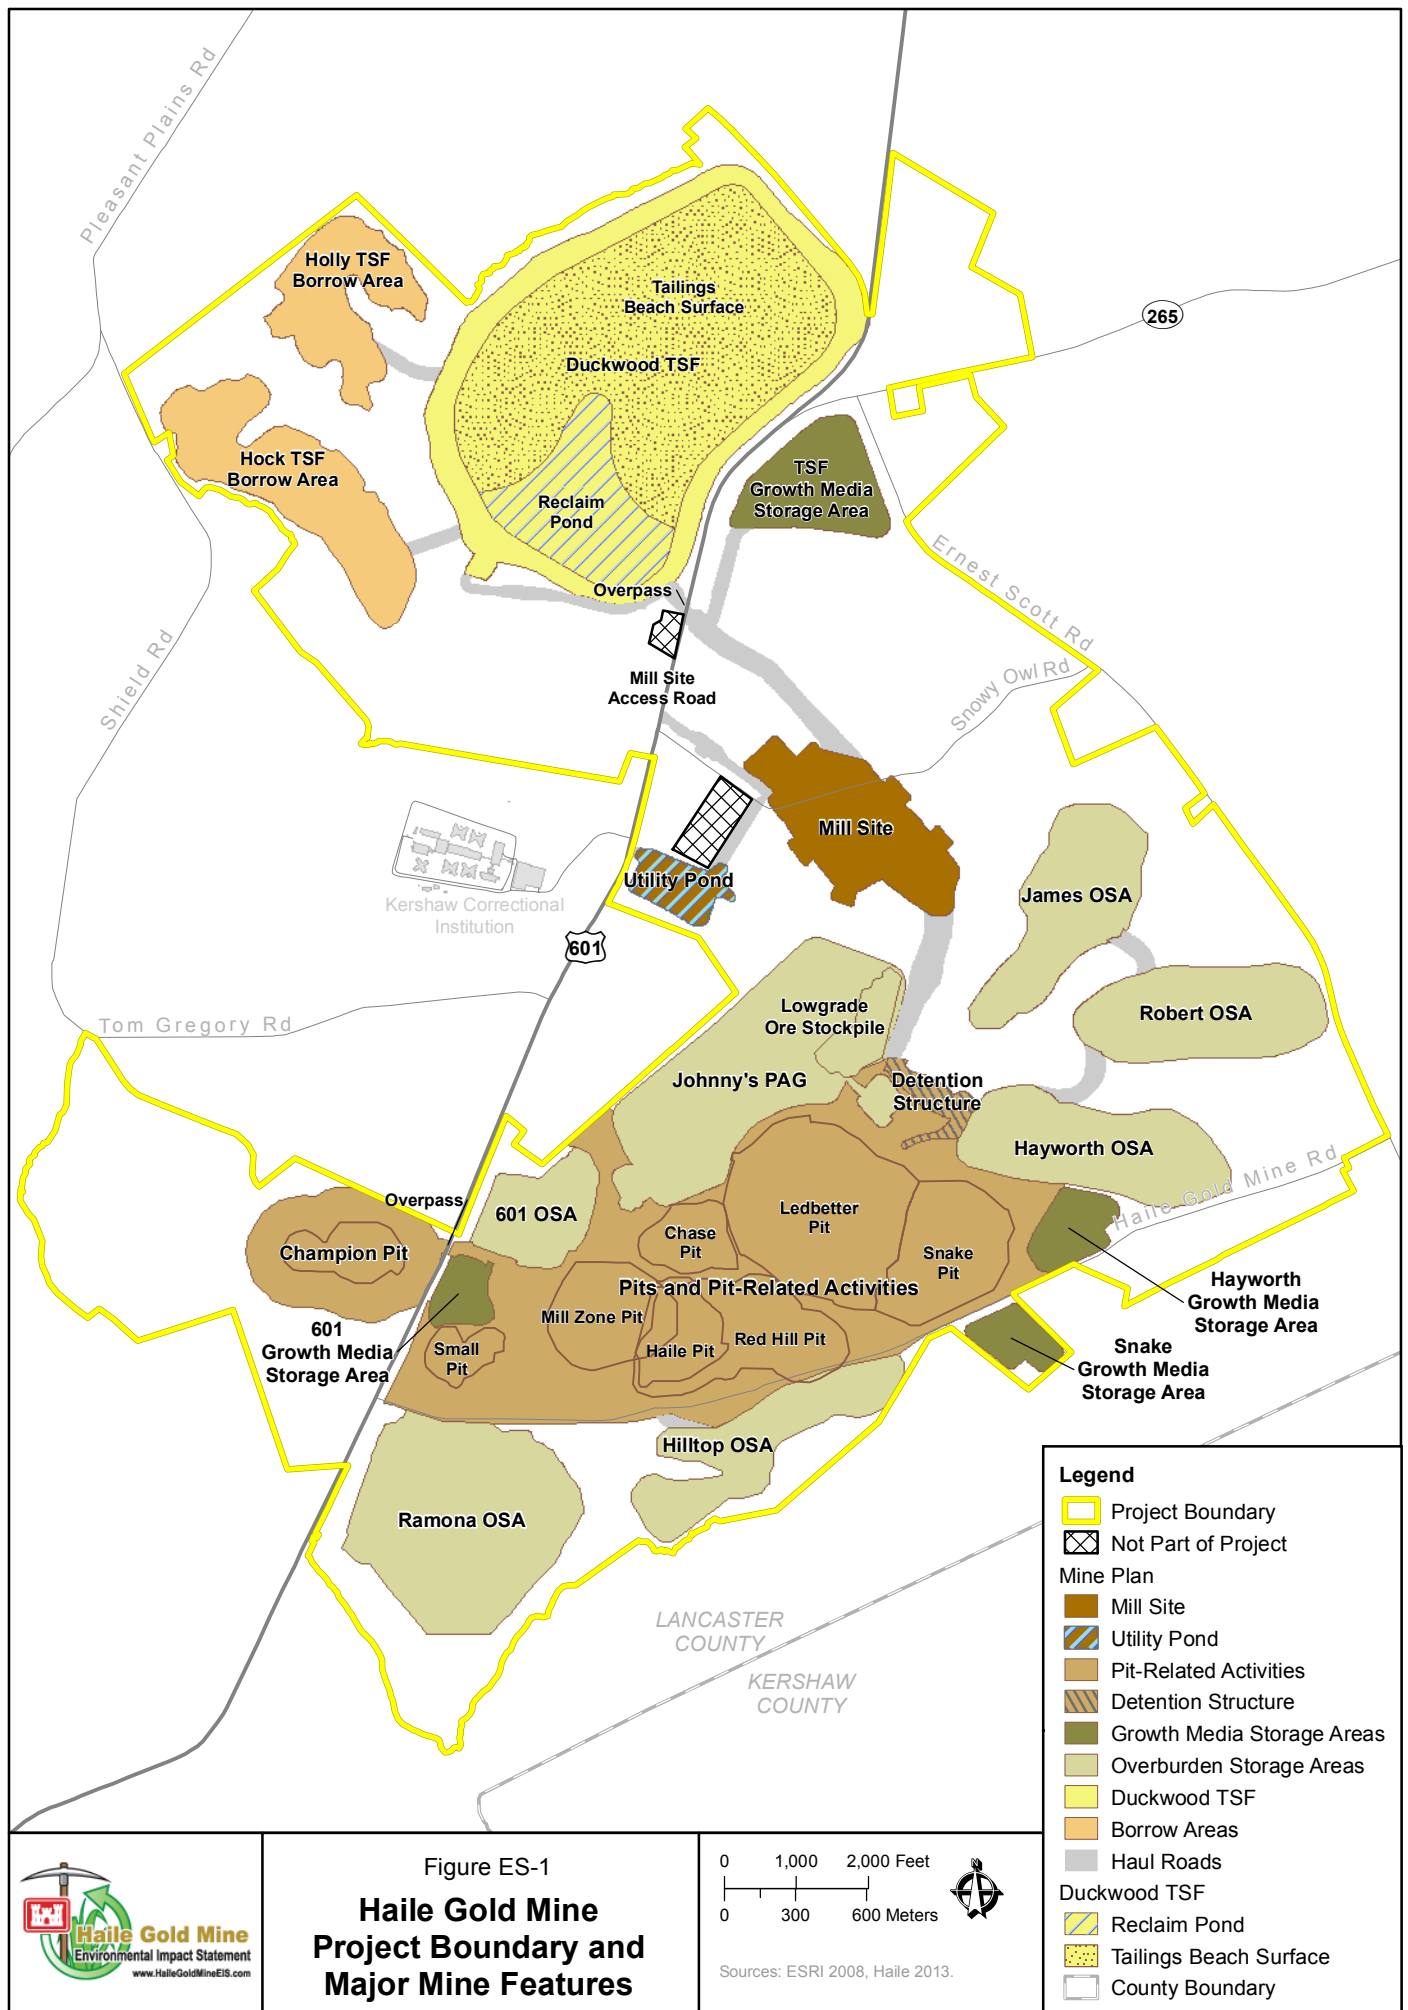 Pleasant Plains Rd
Holly TSF
Borrow Area
Tailings
Beach Surface
265
Duckwood TSF
Hock TSF
Borrow Area
TSF
Growth Media
Storage Area
Reclaim
Pond
Overpass
Ernest Scott Rd
Shield Rd
Mill Site
Access Road
Snowy Owl Rd
Mill Site
Utility Pond
James OSA
Kershaw Correctional
Institution
601
Lowgrade
Ore Stockpile
Robert OSA
Tom Gregory Rd
Johnny's PAG
Detention
Structure
Hayworth OSA
Haile Gold Mine Rd
Overpass
601 OSA
Ledbetter
Pit
Chase
Pit
Champion Pit
Snake
Pit
Pits and Pit-Related Activities
Hayworth
Growth Media
Storage Area
Mill Zone Pit
601
Growth Media
Storage Area
Small
Pit
Haile Pit
Red Hill Pit
Snake
Growth Media
Storage Area
Hilltop OSA
Ramona OSA
LANCASTER
COUNTY
KERSHAW
COUNTY
Legend
Project Boundary
Not Part of Project
Mine Plan
Mill Site
Utility Pond
Pit-Related Activities
Detention Structure
Growth Media Storage Areas
Overburden Storage Areas
Duckwood TSF
Borrow Areas
Haul Roads
Duckwood TSF
Reclaim Pond
Tailings Beach Surface
County Boundary
Haile Gold Mine
Environmental Impact Statement
www.HaileGoldMineEIS.com
Figure ES-1
Haile Gold Mine
Project Boundary and
Major Mine Features
0 1,000 2,000 Feet
0 300 600 Meters
N
Sources: ESRI 2008, Haile 2013.